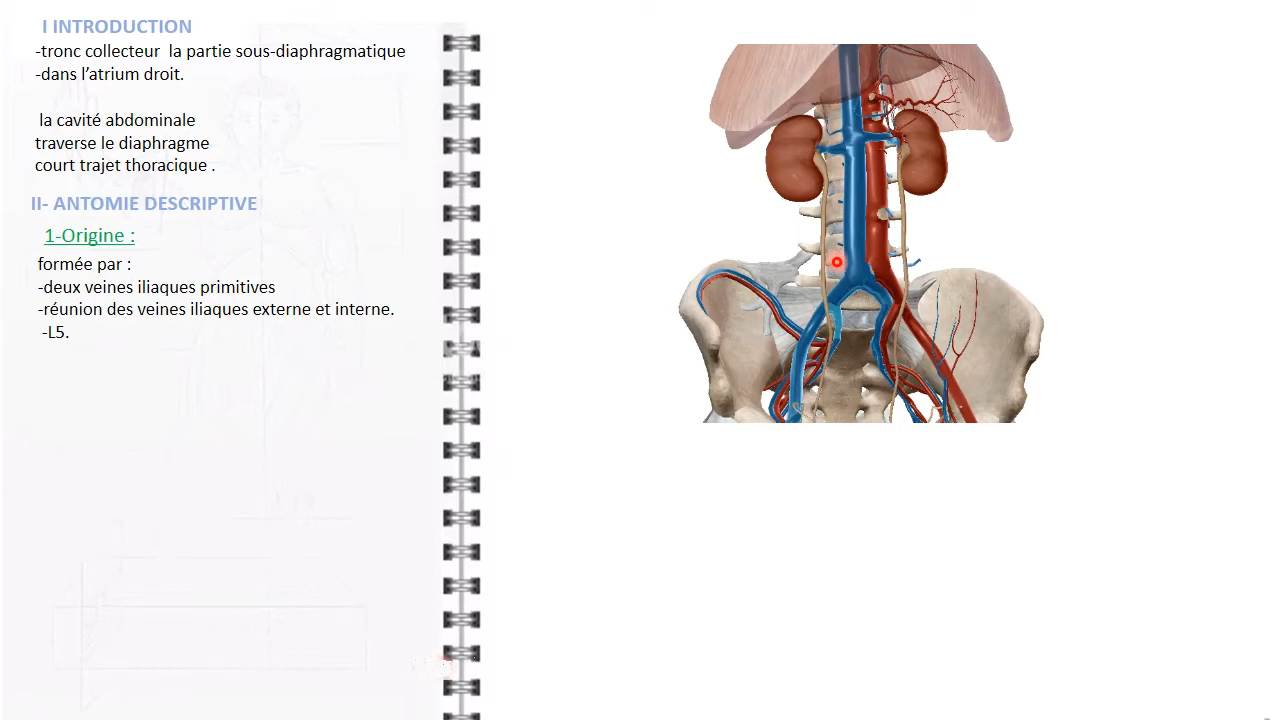 I INTRODUCTION
-tronc collecteur  la partie sous-diaphragmatique
-dans l’atrium droit.
la cavité abdominale
traverse le diaphragme
court trajet thoracique .
II- ANTOMIE DESCRIPTIVE
1-Origine :
formée par :
-deux veines iliaques primitives
-réunion des veines iliaques externe et interne.
-L5.